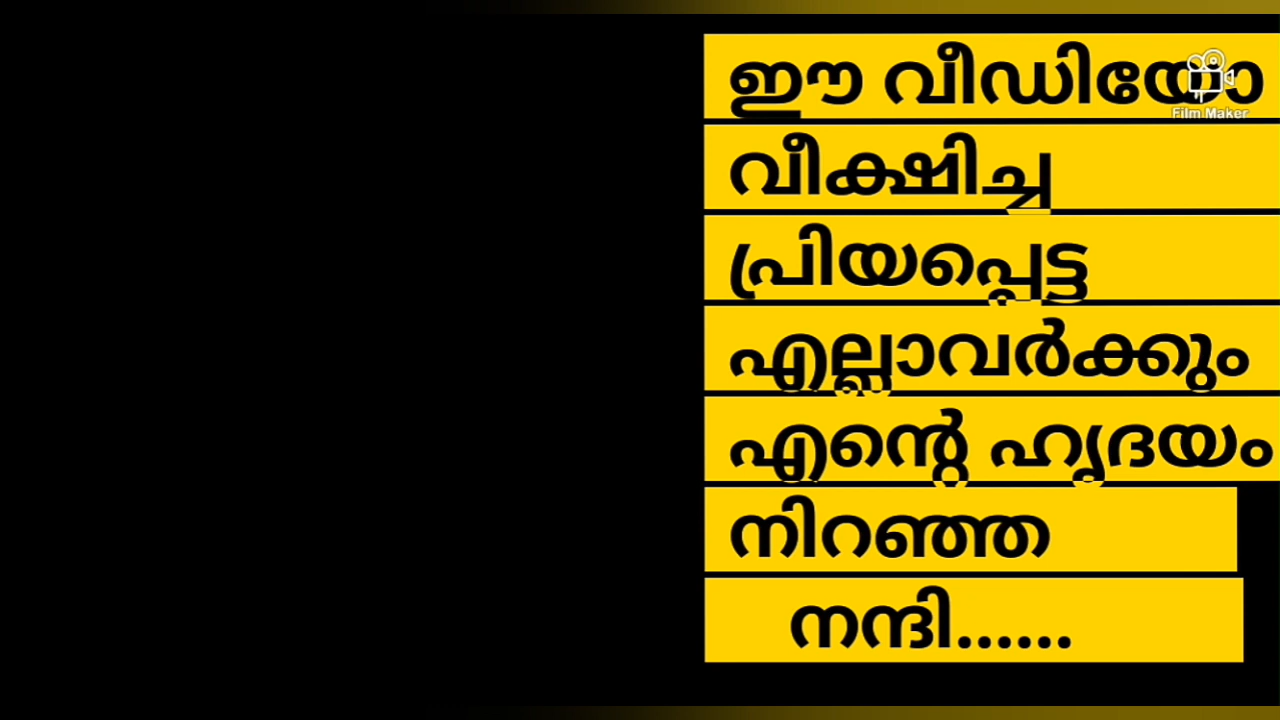 ഈ വീഡിയോ
Film Maker
വീക്ഷിച്ച
പ്രിയപ്പെട്ട
എല്ലാവർക്കും
എന്റെ ഹൃദയം
നിറഞ്ഞ
നന്ദി......